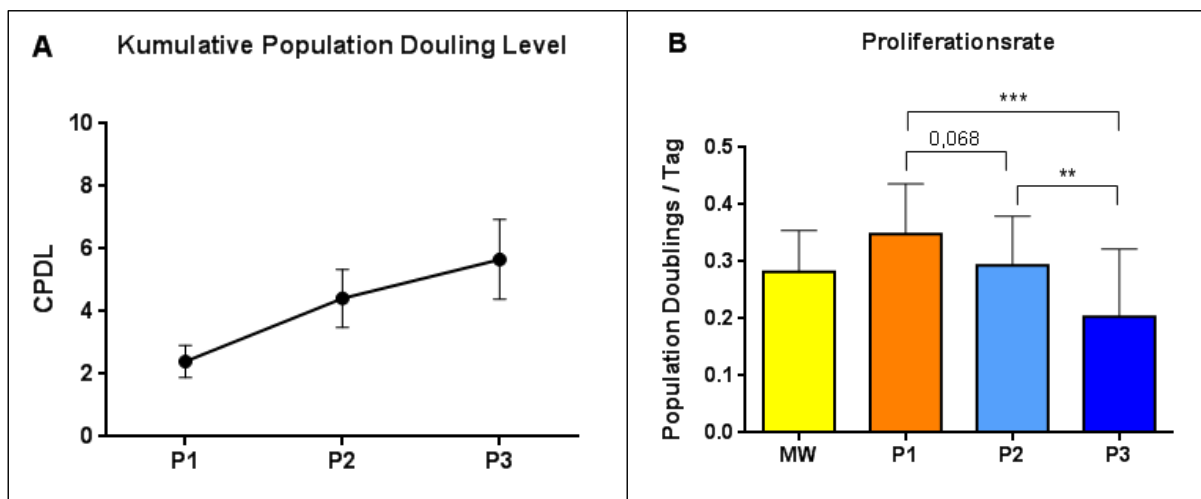 A
Kumulative Population Douling Level
CPDL
10
8
6
4
2
0
P1
P2
P3
B
Proliferationsrate
Population Doublings / Tag
***
0,068
**
0.5
0.4
0.3
0.2
0.1
0.0
MW
P1
P2
P3